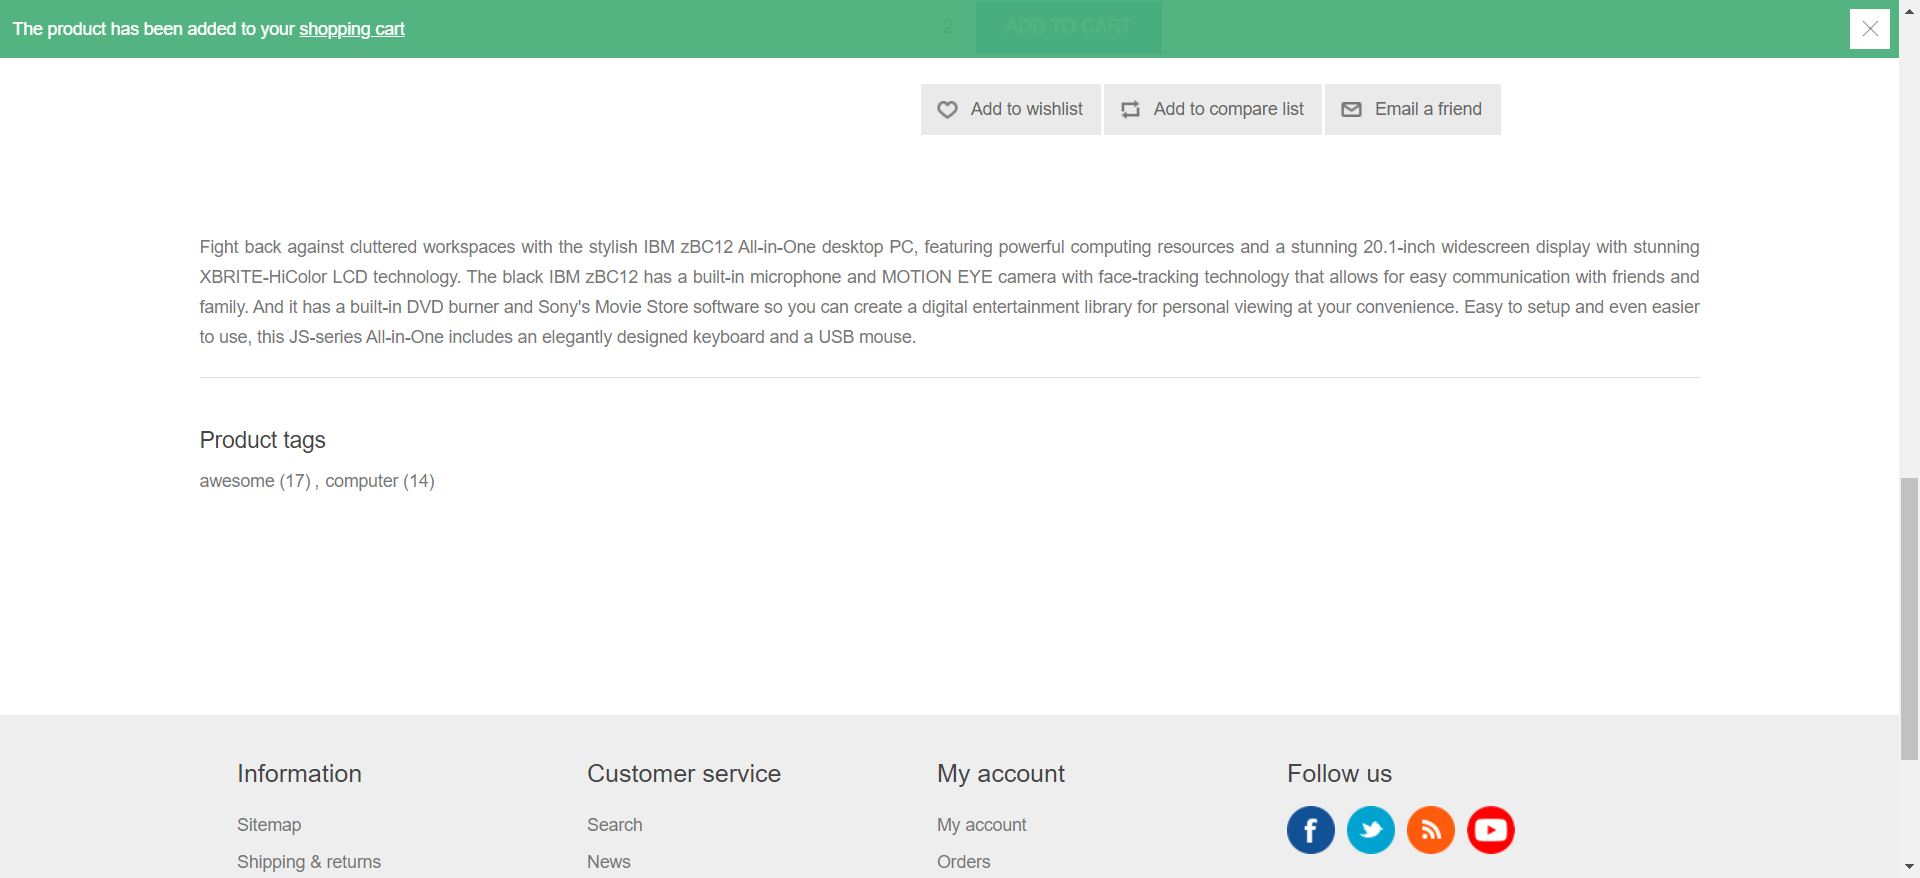 The product has been added to your shopping cart
2
ADD TO CART
Add to wishlist
Add to compare list
Email a friend
Fight back against cluttered workspaces with the stylish IBM zBC12 All-in-One desktop PC, featuring powerful computing resources and a stunning 20.1-inch widescreen display with stunning
XBRITE-HiColor LCD technology. The black IBM zBC12 has a built-in microphone and MOTION EYE camera with face-tracking technology that allows for easy communication with friends and
family. And it has a built-in DVD burner and Sony's Movie Store software so you can create a digital entertainment library for personal viewing at your convenience. Easy to setup and even easier
to use, this JS-series All-in-One includes an elegantly designed keyboard and a USB mouse.
Product tags
awesome (17) , computer (14)
Information
Customer service
My account
Follow us
Sitemap
Search
My account
Shipping & returns
News
Orders